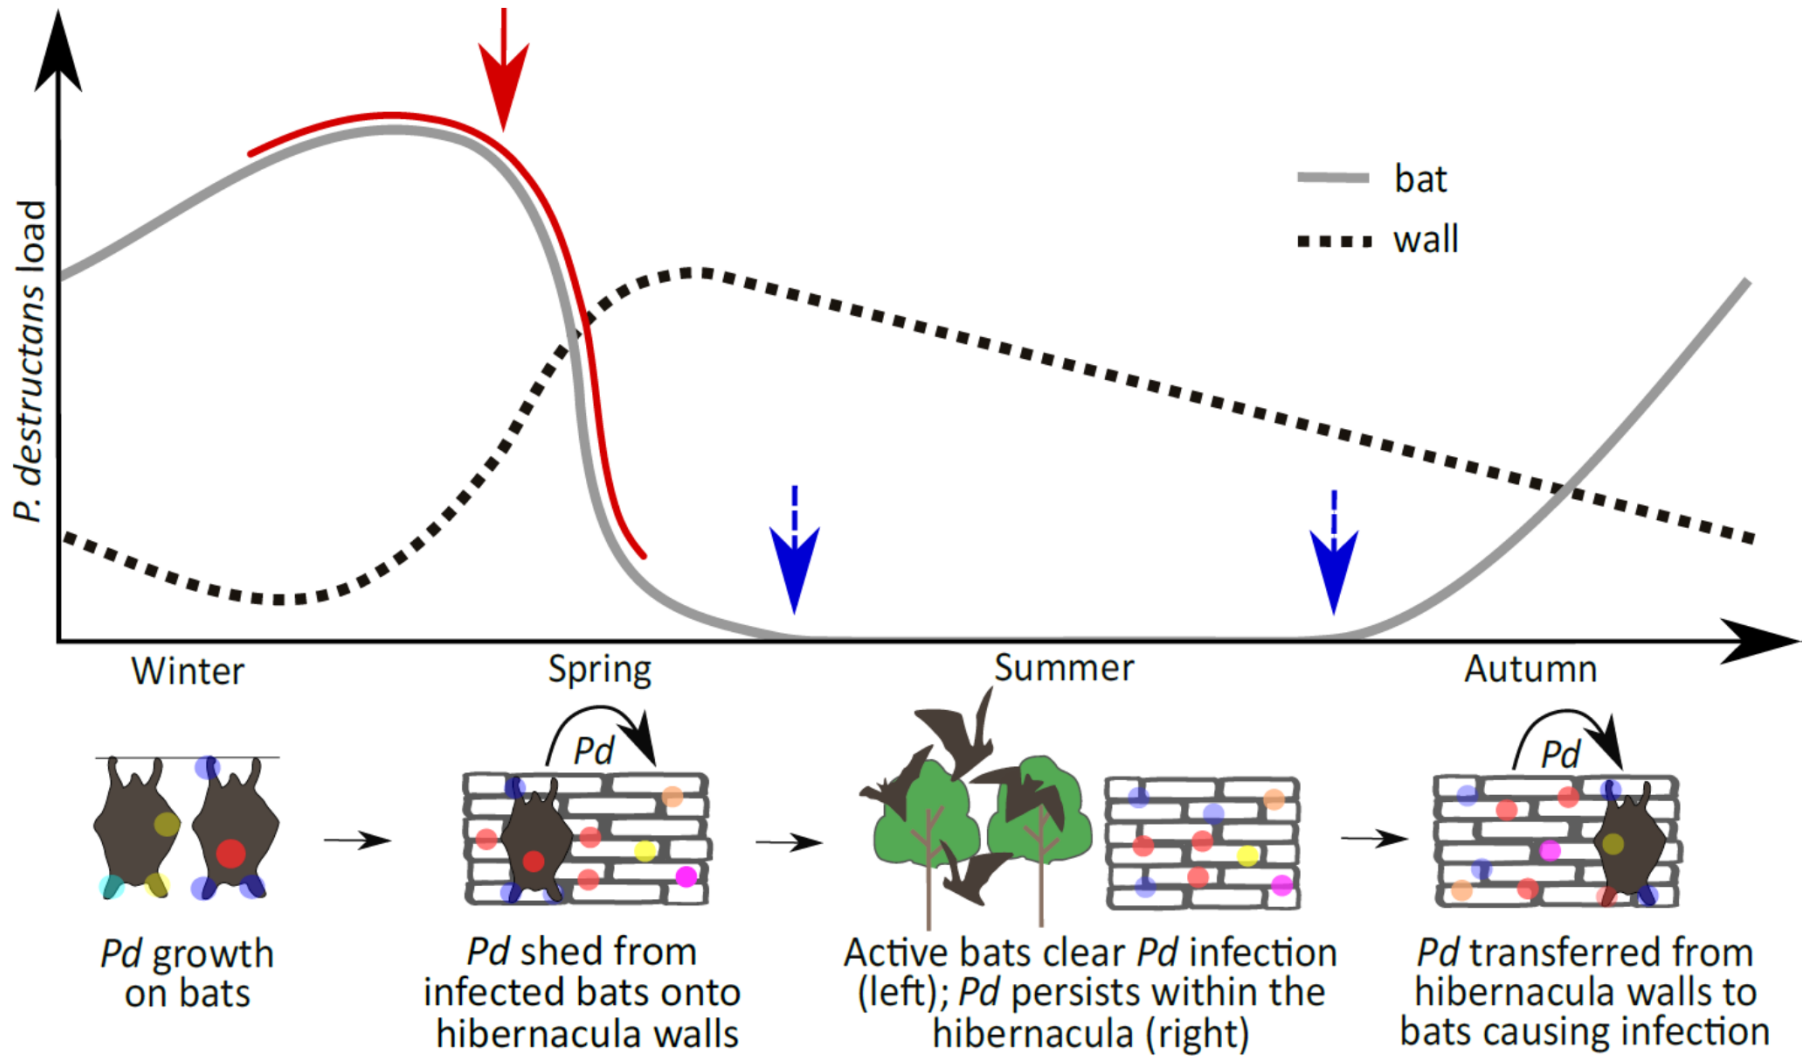 P. destructans load
bat
wall
Winter
Spring
Summer
Autumn
Pd
Pd
Pd growth
on bats
Pd shed from
infected bats onto
hibernacula walls
Active bats clear Pd infection
(left); Pd persists within the
hibernacula (right)
Pd transferred from
hibernacula walls to
bats causing infection